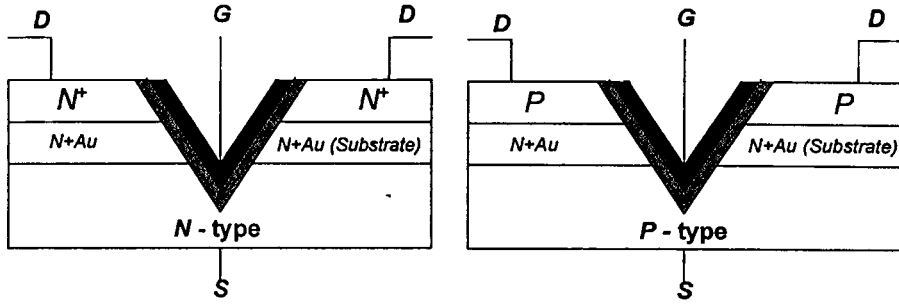 D G D
N⁺ N⁺
N+Au N+Au (Substrate)
N - type
S
D G D
P P
N+Au N+Au (Substrate)
P - type
S